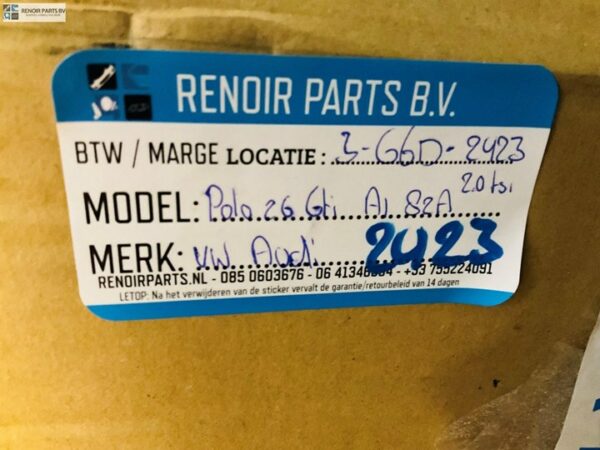 RENOIR PARTS BV
RENOIR PARTS B.V.
BTW / MARGE LOCATIE: 3-G6D-2423
MODEL: Polo 2G Gti A1 82A 2.0 tsi
MERK: VW. Audi 2423
RENOIRPARTS.NL - 085 0603676 - 06 - +33 755224091
LETOP: Na het verwijderen van de sticker vervalt de garantie/retourbeleid van 14 dagen